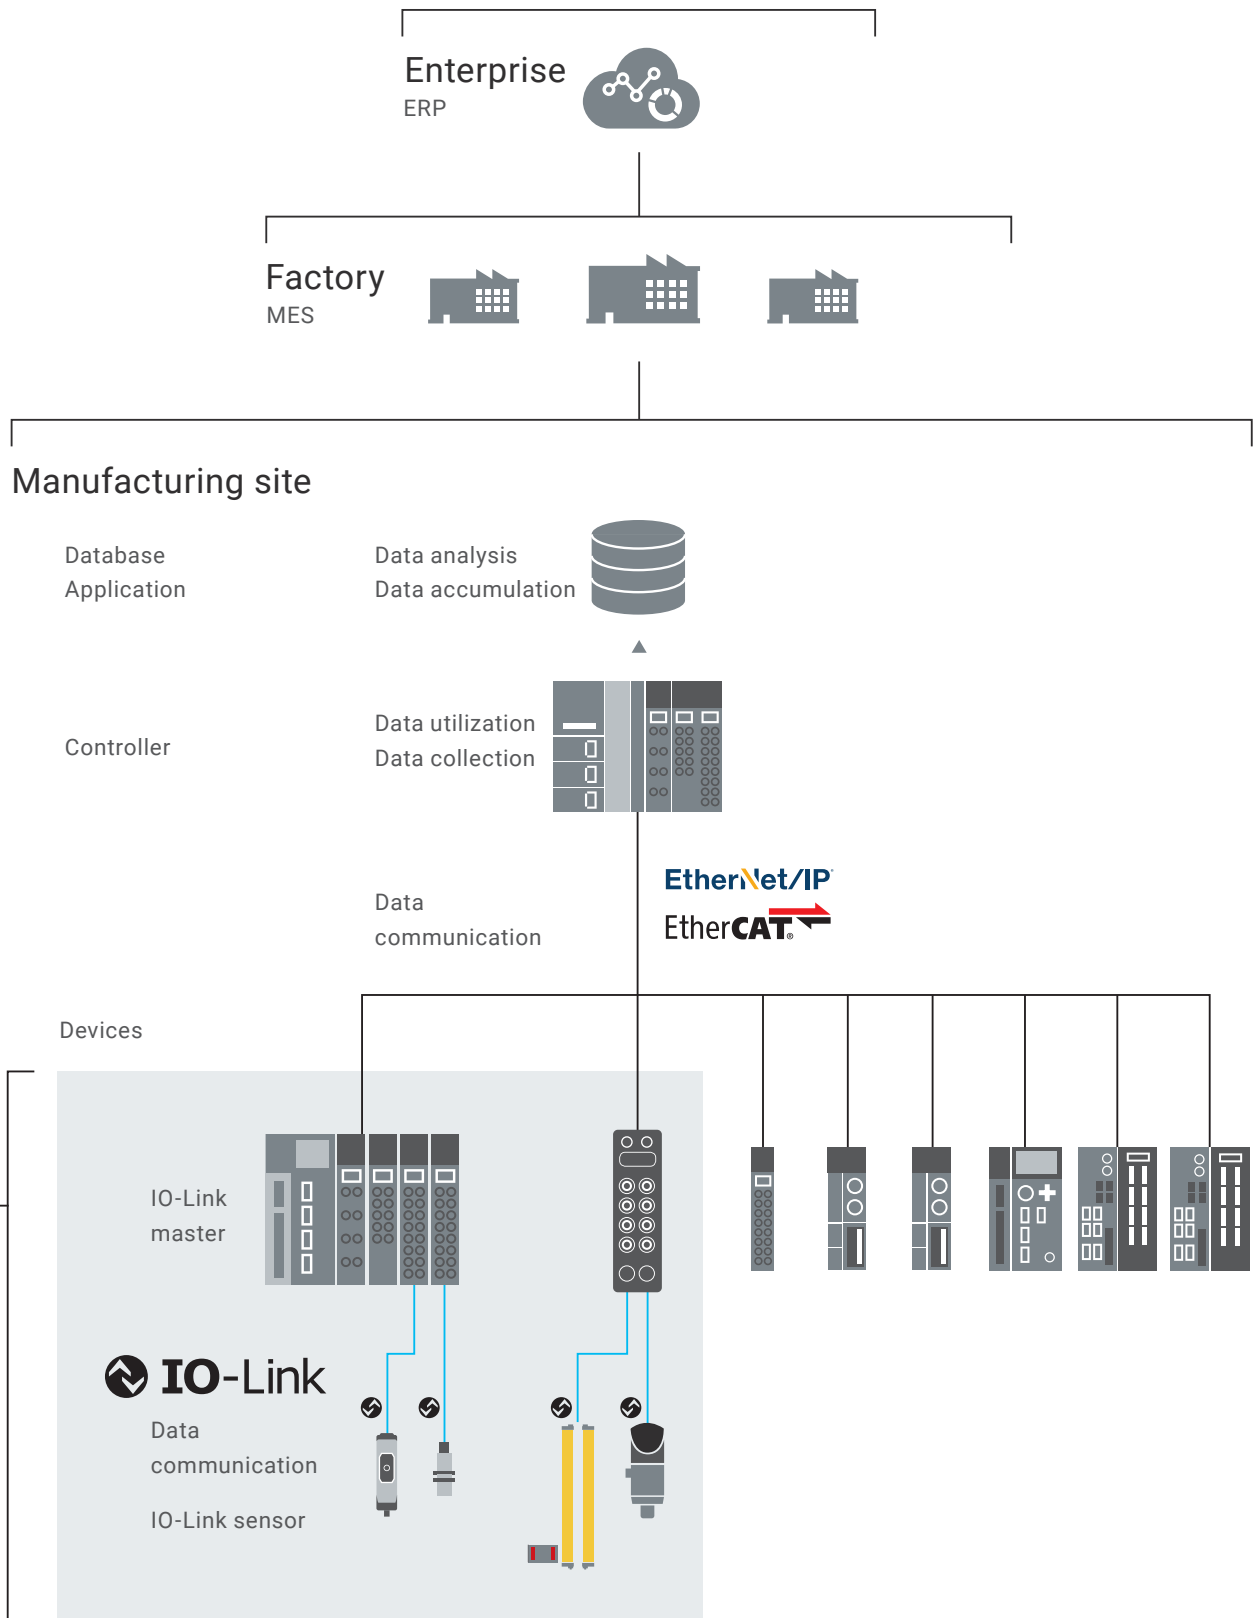 Enterprise
ERP
Factory
MES
Manufacturing site
Database
Application
Data analysis
Data accumulation
Controller
Data utilization
Data collection
Data
communication
EtherNet/IP
EtherCAT®
Devices
IO-Link
master
IO-Link
Data
communication
IO-Link sensor